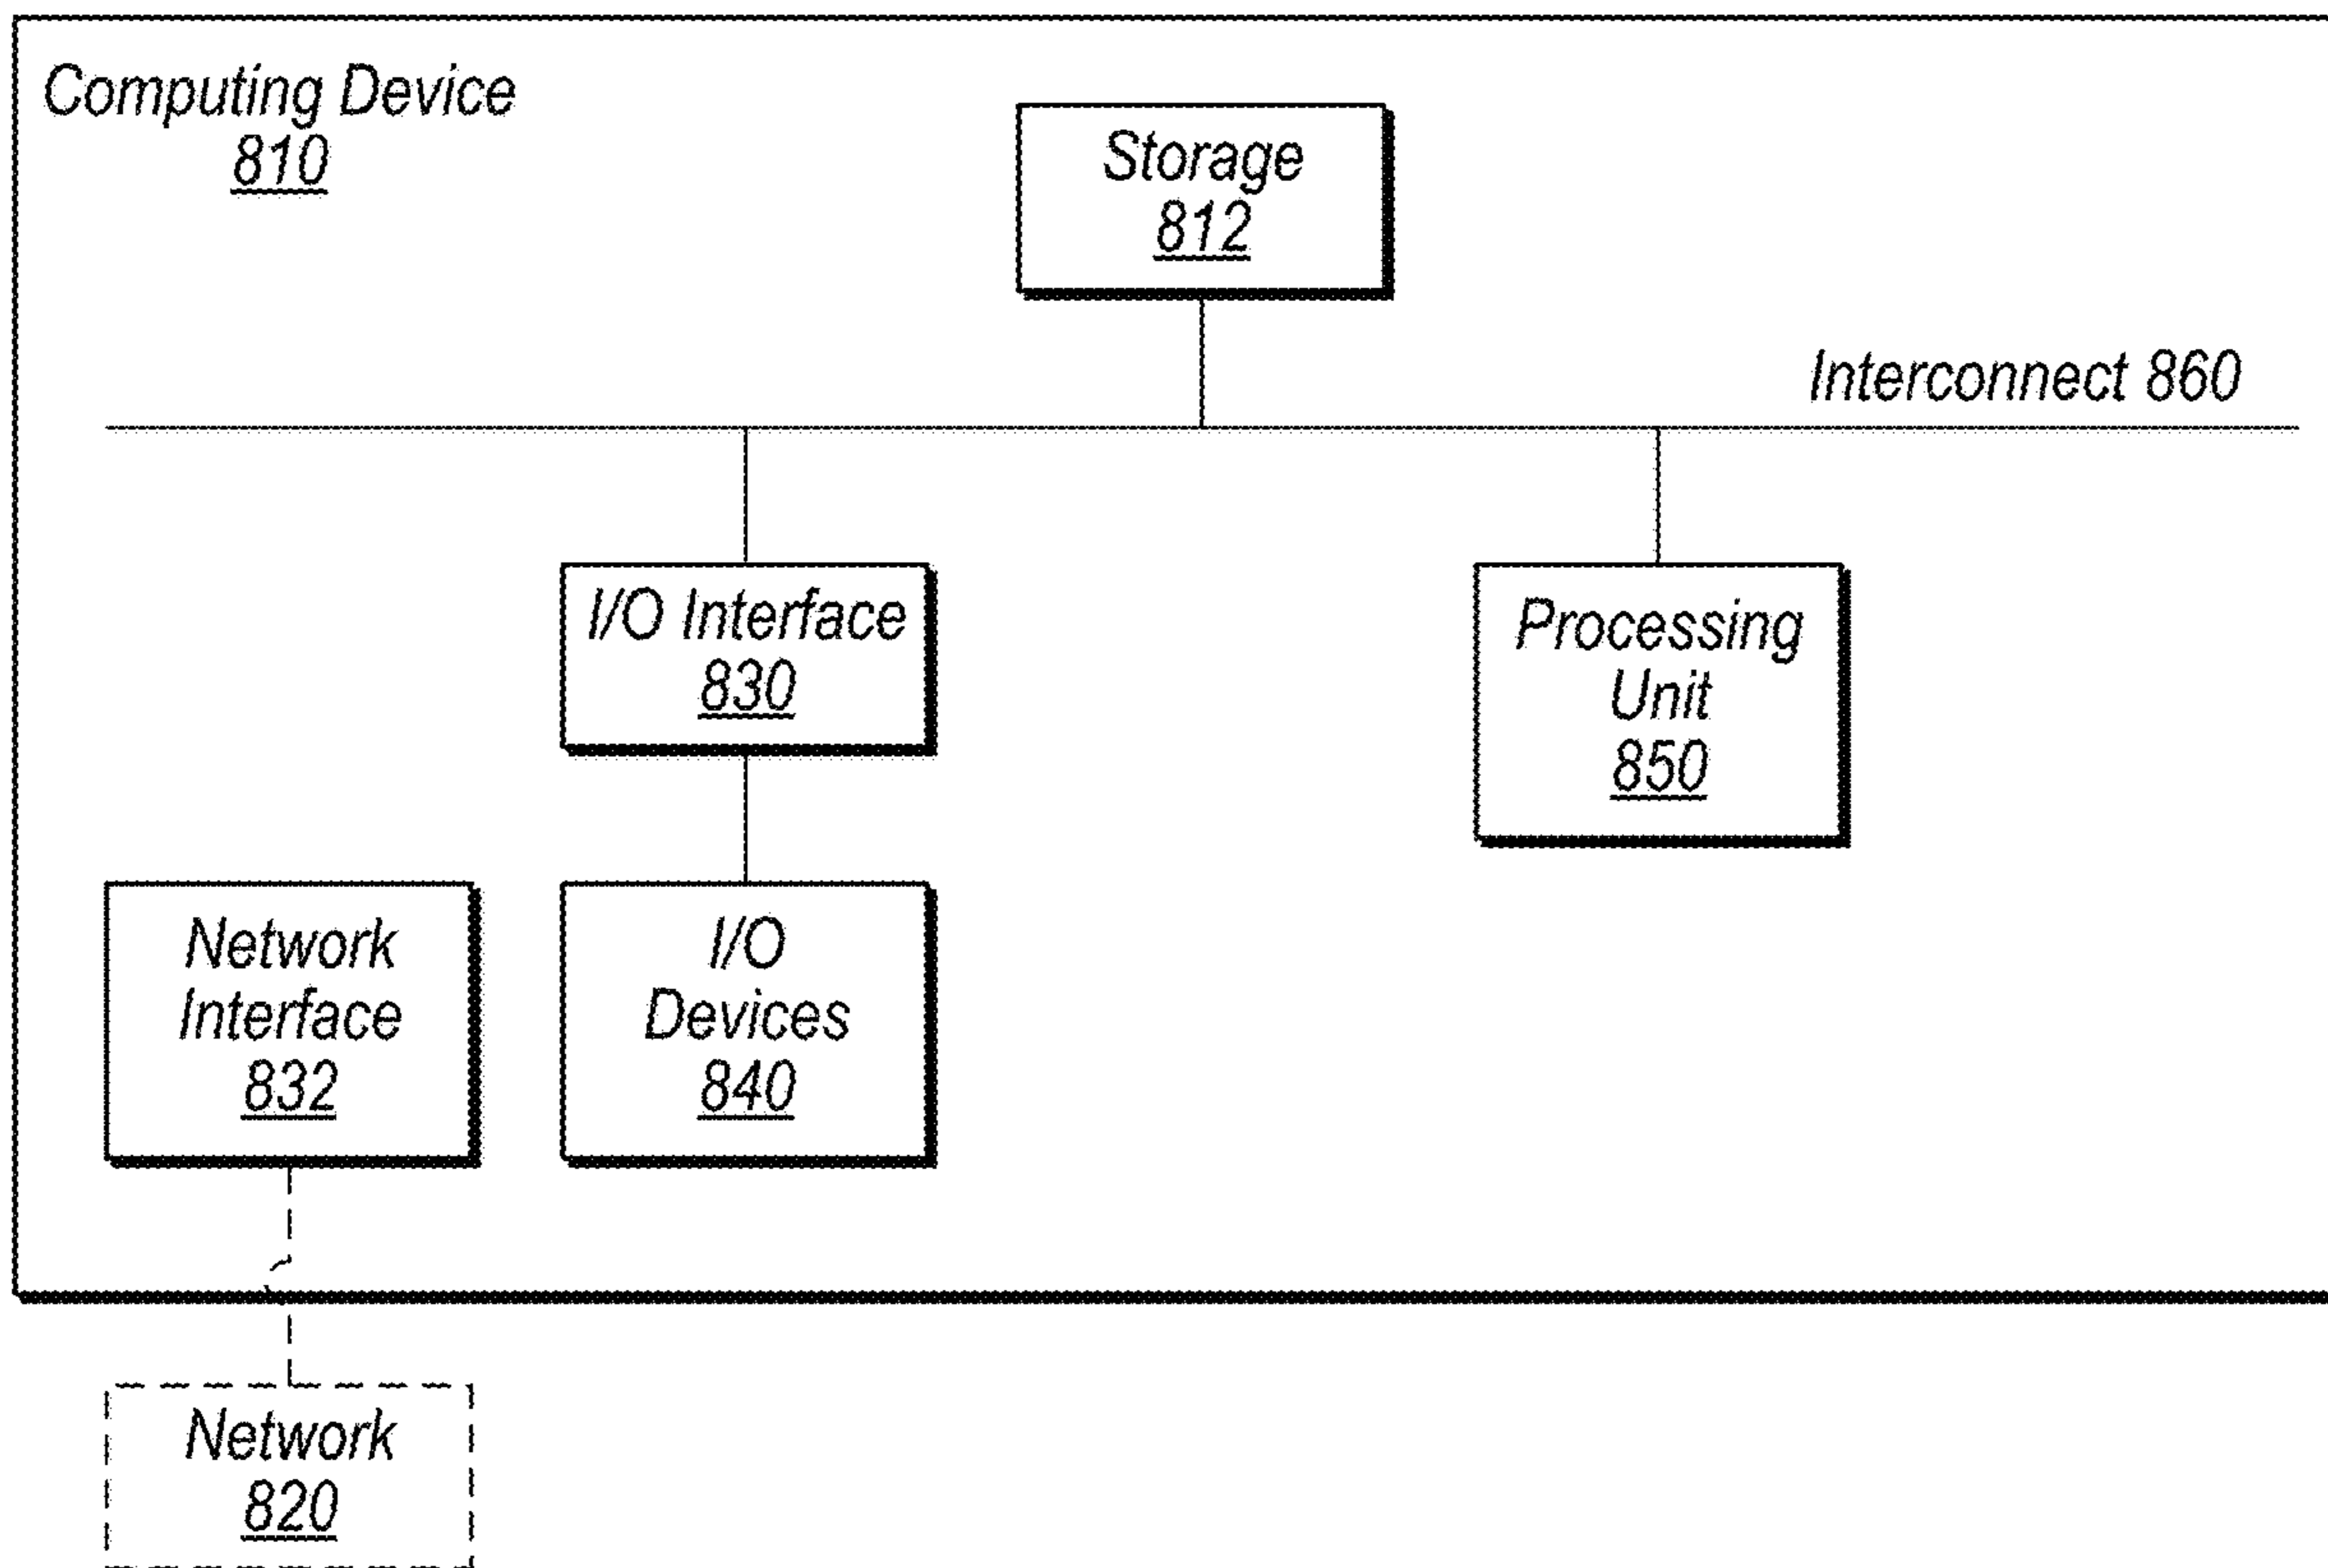 Computing Device
810
Storage
812
Interconnect 860
I/O Interface
830
Processing
Unit
850
Network
Interface
832
I/O
Devices
840
Network
820